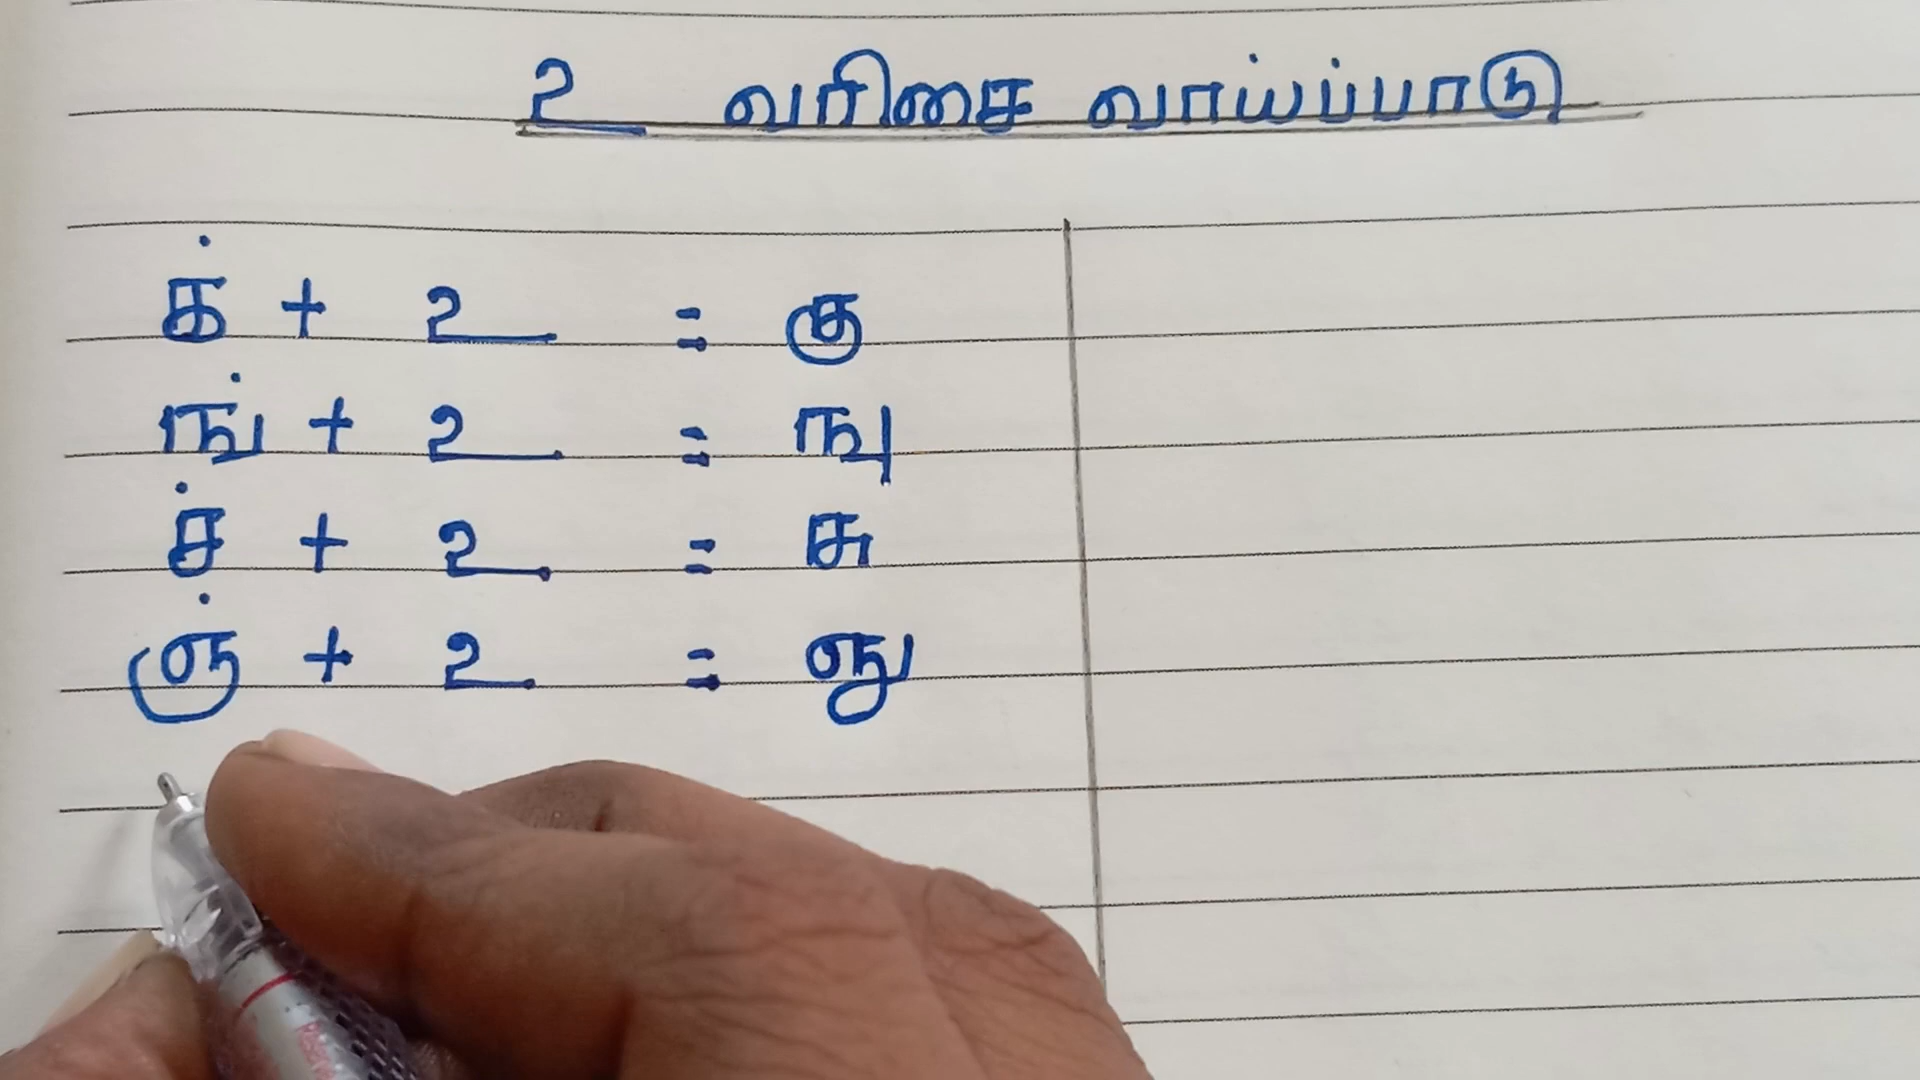 உ வரிசை வாய்ப்பாடு
க் + உ = கு
ங் + உ = ஙு
ச் + உ = சு
ஞ் + உ = ஞு